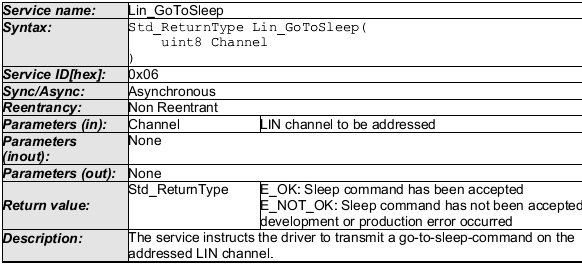 Service name: Lin_GoToSleep
Syntax: Std_ReturnType Lin_GoToSleep(
uint8 Channel
)
Service ID[hex]: 0x06
Sync/Async: Asynchronous
Reentrancy: Non Reentrant
Parameters (in): Channel LIN channel to be addressed
Parameters (inout): None
Parameters (out): None
Return value: Std_ReturnType E_OK: Sleep command has been accepted
E_NOT_OK: Sleep command has not been accepted
development or production error occurred
Description: The service instructs the driver to transmit a go-to-sleep-command on the
addressed LIN channel.